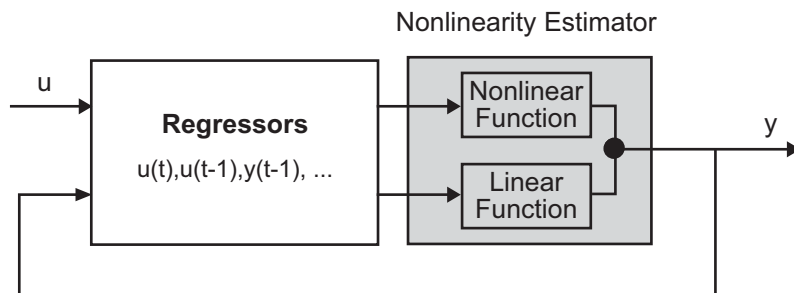 Nonlinearity Estimator
u
Regressors
u(t),u(t-1),y(t-1), ...
Nonlinear
Function
Linear
Function
y